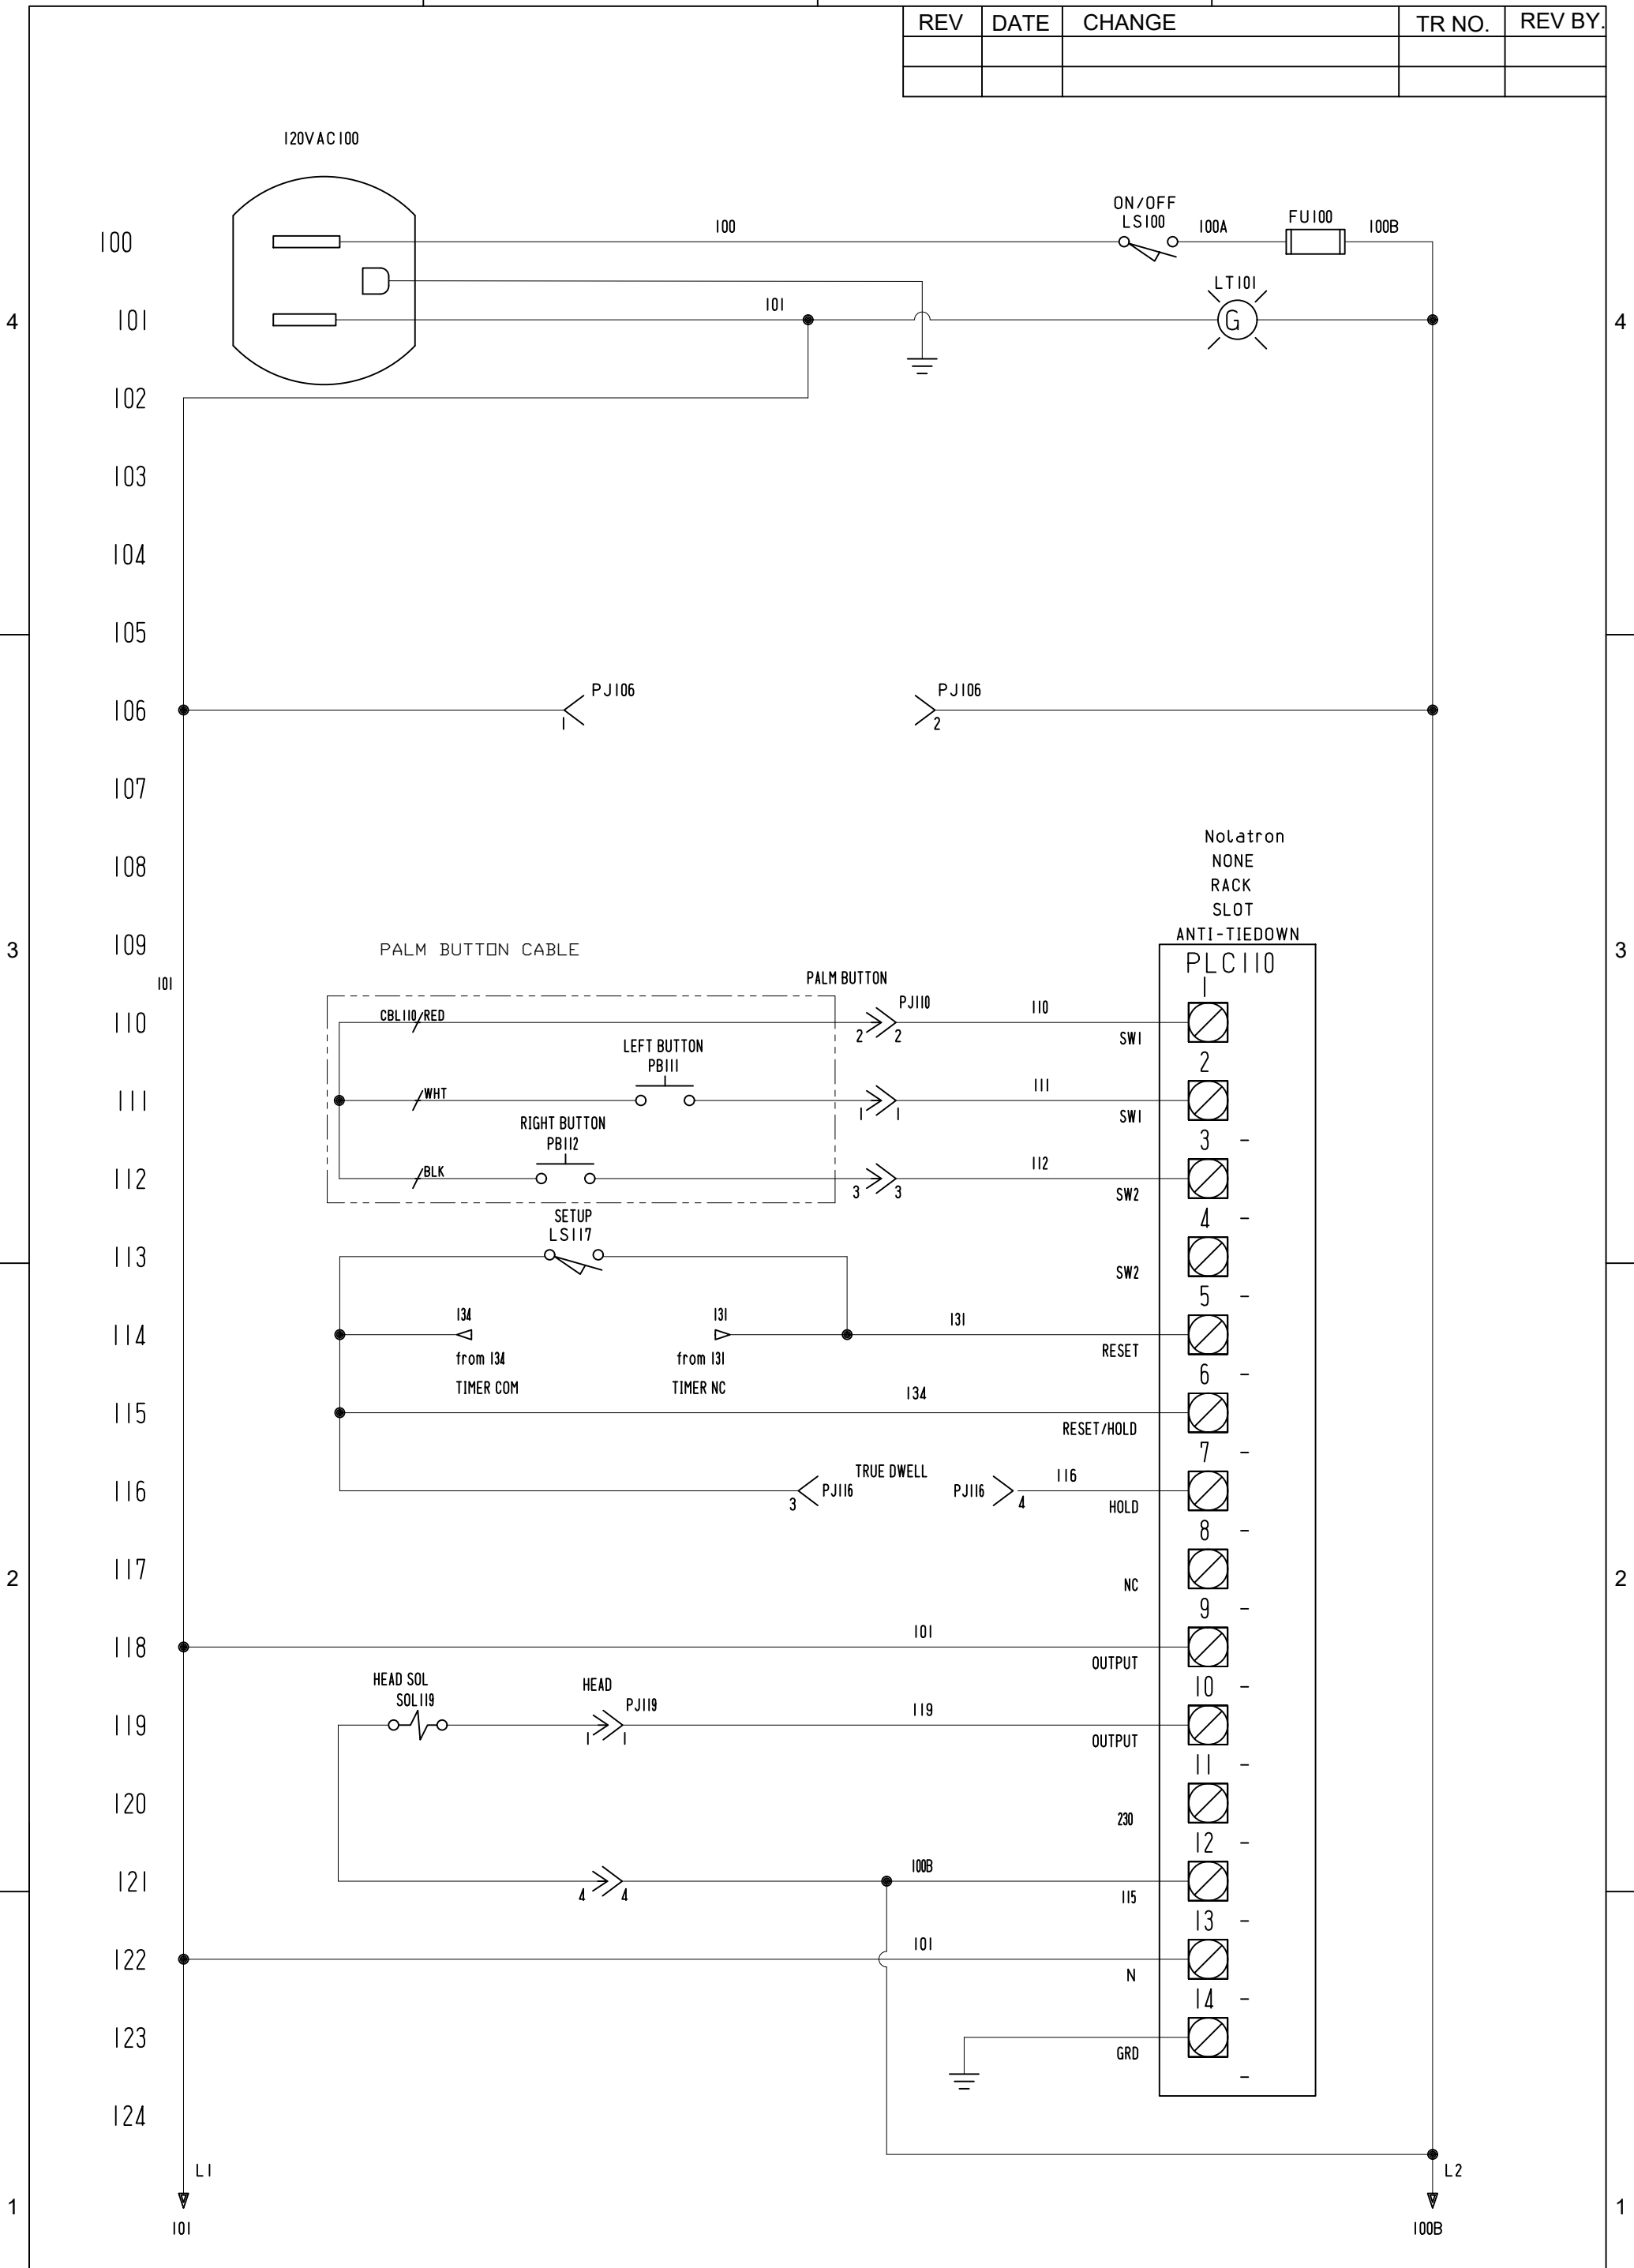 REV DATE CHANGE TR NO. REV BY.
120VAC100
ON/OFF
LS100
100 100 100A FU100 100B
LT101
4 101 101 G 4
102
103
104
105
106 PJ106 PJ106
1 2
107
Nolatron
108 NONE
RACK
SLOT
3 109 PALM BUTTON CABLE ANTI-TIEDOWN 3
PLC110
101 PALM BUTTON 1
110 CBL110/RED PJ110 110
2 2 SW1
LEFT BUTTON 2
PB111
111 WHT 111
1 1 SW1
RIGHT BUTTON 3 -
PB112
112 BLK 112
3 3 SW2
SETUP 4 -
LS117
113 SW2
5 -
114 134 131 131
from 134 from 131 RESET
TIMER COM TIMER NC 6 -
115 134
RESET/HOLD
7 -
116 TRUE DWELL 116
3 PJ116 PJ116 4 HOLD
8 -
2 117 NC 2
9 -
118 101
OUTPUT
HEAD SOL HEAD 10 -
SOL119 PJ119
119 119
1 1 OUTPUT
11 -
120 230
12 -
121 100B
4 4 115
13 -
122 101
N
14 -
123 GRD
-
124
L1 L2
1 1
101 100B